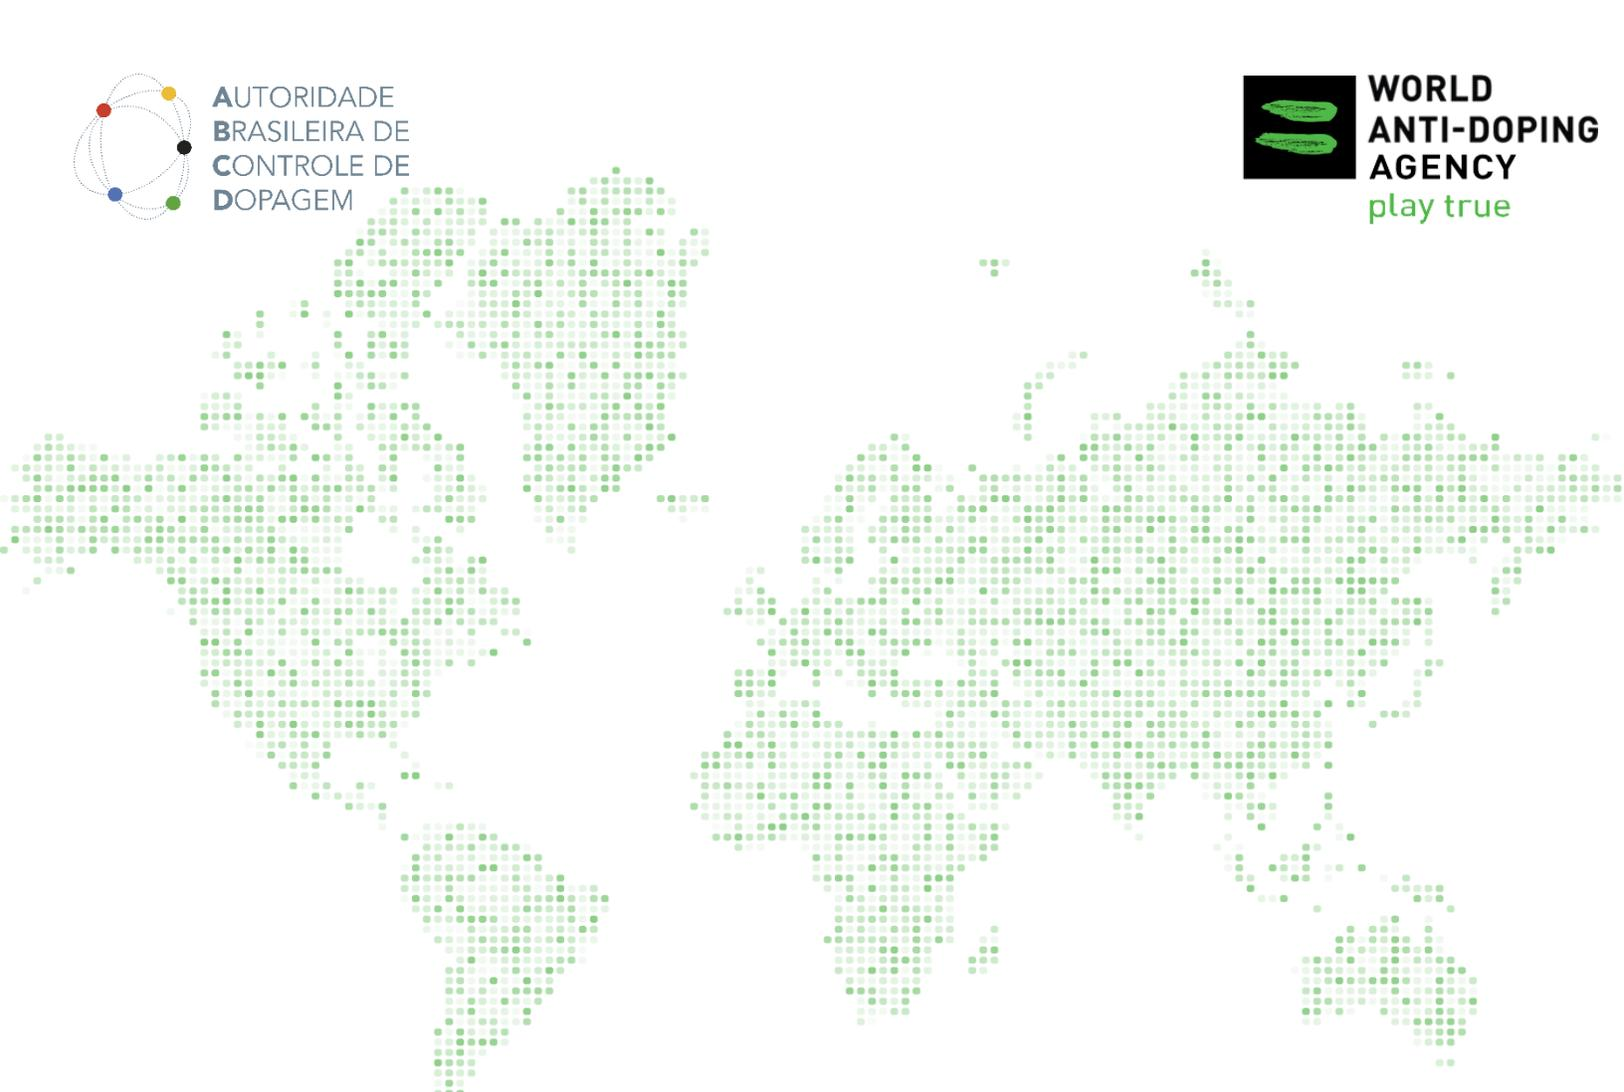 AUTORIDADE
BRASILEIRA DE
CONTROLE DE
DOPAGEM
WORLD
ANTI-DOPING
AGENCY
play true